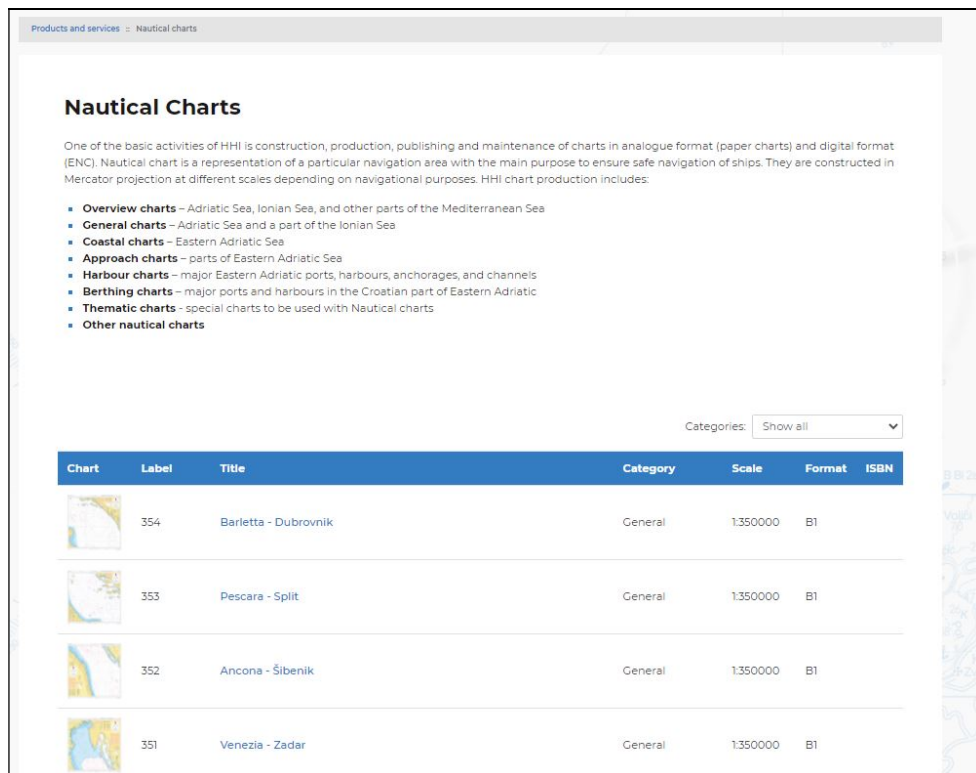 Products and services :: Nautical charts
Nautical Charts
One of the basic activities of HHI is construction, production, publishing and maintenance of charts in analogue format (paper charts) and digital format
(ENC). Nautical chart is a representation of a particular navigation area with the main purpose to ensure safe navigation of ships. They are constructed in
Mercator projection at different scales depending on navigational purposes. HHI chart production includes:
Overview charts – Adriatic Sea, Ionian Sea, and other parts of the Mediterranean Sea
General charts – Adriatic Sea and a part of the Ionian Sea
Coastal charts – Eastern Adriatic Sea
Approach charts – parts of Eastern Adriatic Sea
Harbour charts – major Eastern Adriatic ports, harbours, anchorages, and channels
Berthing charts – major ports and harbours in the Croatian part of Eastern Adriatic
Thematic charts - special charts to be used with Nautical charts
Other nautical charts
Categories: Show all
Chart Label Title Category Scale Format ISBN
354 Barletta - Dubrovnik General 1:350000 B1
353 Pescara - Split General 1:350000 B1
352 Ancona - Šibenik General 1:350000 B1
351 Venezia - Zadar General 1:350000 B1